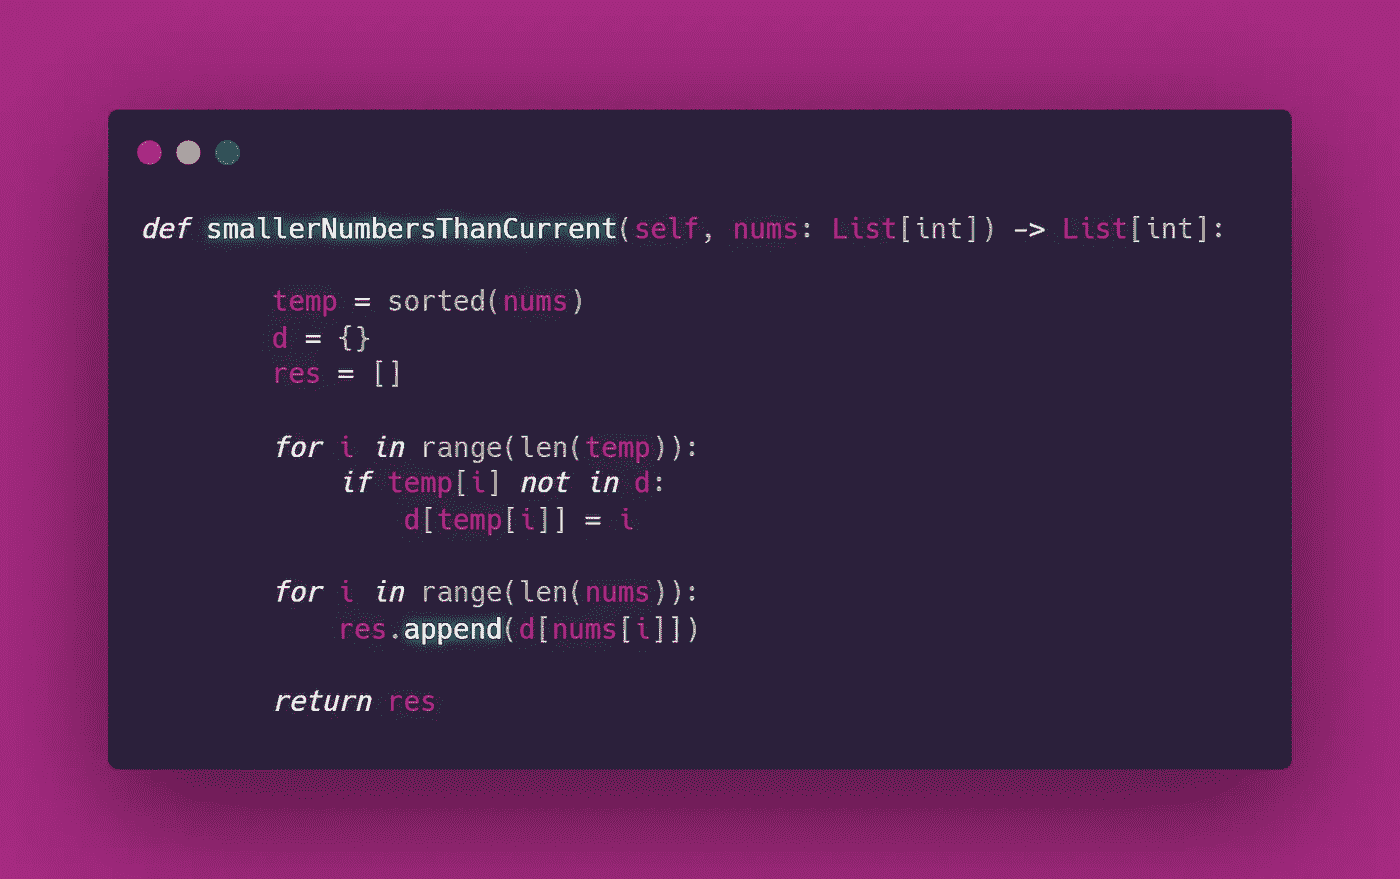 def smallerNumbersThanCurrent(self, nums: List[int]) -> List[int]:
temp = sorted(nums)
d = {}
res = []
for i in range(len(temp)):
if temp[i] not in d:
d[temp[i]] = i
for i in range(len(nums)):
res.append(d[nums[i]])
return res